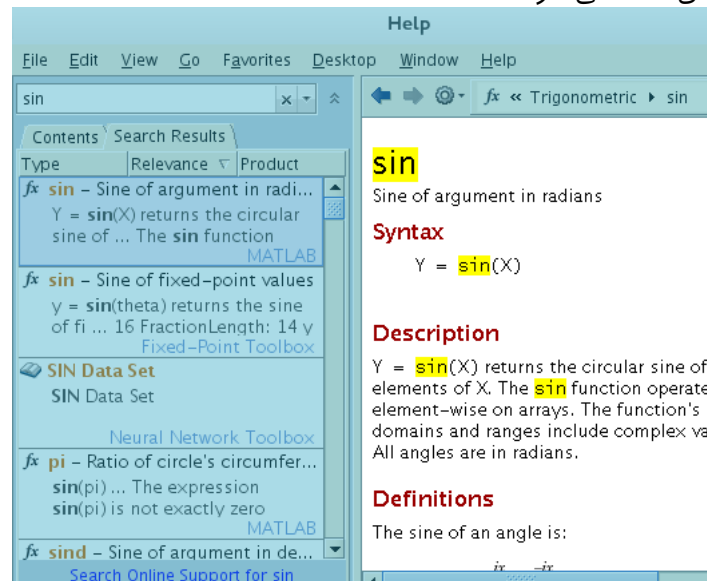 Help
File Edit View Go Favorites Desktop Window Help
sin
fx « Trigonometric ▸ sin
Contents Search Results
Type Relevance Product
fx sin – Sine of argument in radi...
Y = sin(X) returns the circular
sine of ... The sin function
MATLAB
fx sin – Sine of fixed-point values
y = sin(theta) returns the sine
of fi ... 16 FractionLength: 14 y
Fixed-Point Toolbox
SIN Data Set
SIN Data Set
Neural Network Toolbox
fx pi – Ratio of circle's circumfer...
sin(pi) ... The expression
sin(pi) is not exactly zero
MATLAB
fx sind – Sine of argument in de...
Search Online Support for sin
sin
Sine of argument in radians
Syntax
Y = sin(X)
Description
Y = sin(X) returns the circular sine of
elements of X. The sin function operate
element-wise on arrays. The function's
domains and ranges include complex va
All angles are in radians.
Definitions
The sine of an angle is: